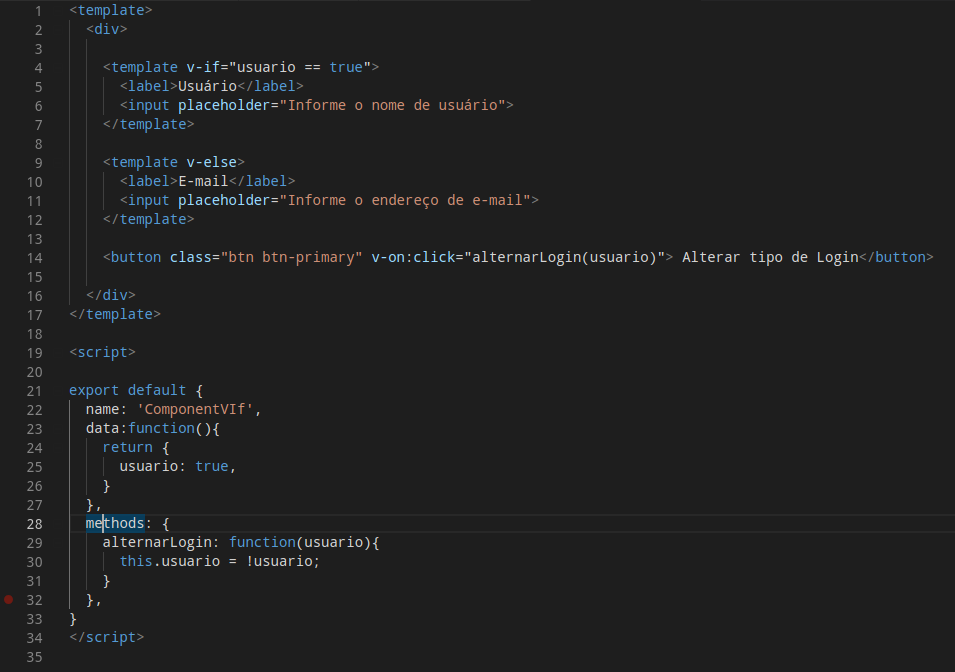 1 <template>
2   <div>
3
4     <template v-if="usuario == true">
5       <label>Usuário</label>
6       <input placeholder="Informe o nome de usuário">
7     </template>
8
9     <template v-else>
10       <label>E-mail</label>
11       <input placeholder="Informe o endereço de e-mail">
12     </template>
13
14     <button class="btn btn-primary" v-on:click="alternarLogin(usuario)"> Alterar tipo de Login</button>
15
16   </div>
17 </template>
18
19 <script>
20
21 export default {
22   name: 'ComponentVIf',
23   data:function(){
24     return {
25       usuario: true,
26     }
27   },
28   methods: {
29     alternarLogin: function(usuario){
30       this.usuario = !usuario;
31     }
32   },
33 }
34 </script>
35